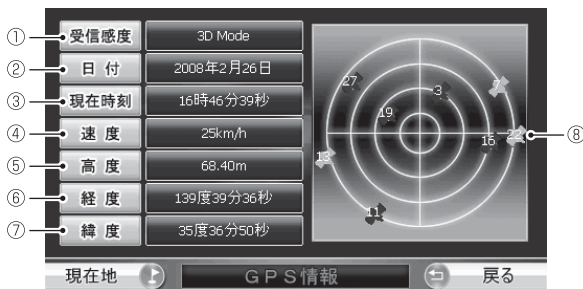 ① 受信感度 3D Mode
② 日付 2008年2月26日
③ 現在時刻 16時46分39秒
④ 速度 25km/h
⑤ 高度 68.40m
⑥ 経度 139度39分36秒
⑦ 緯度 35度36分50秒
27
3
19
16
22
⑧
13
11
現在地 GPS情報 戻る